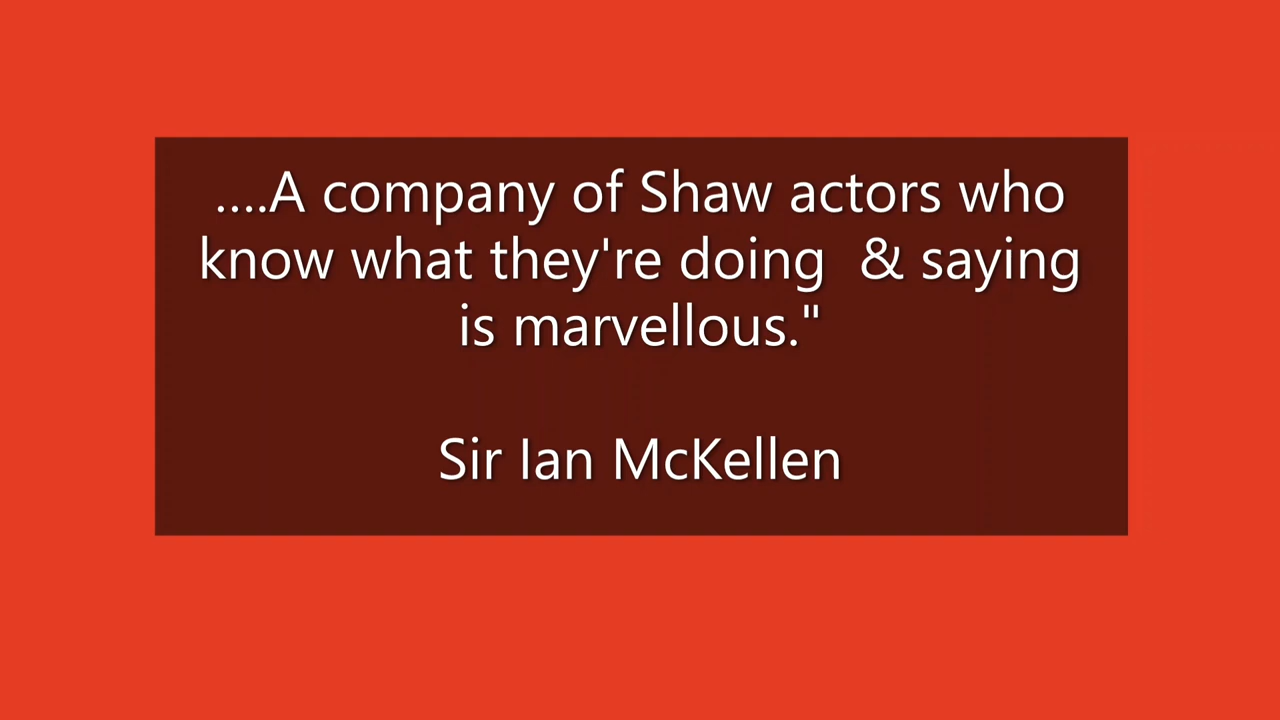 ....A company of Shaw actors who
know what they're doing  & saying
is marvellous."
Sir Ian McKellen